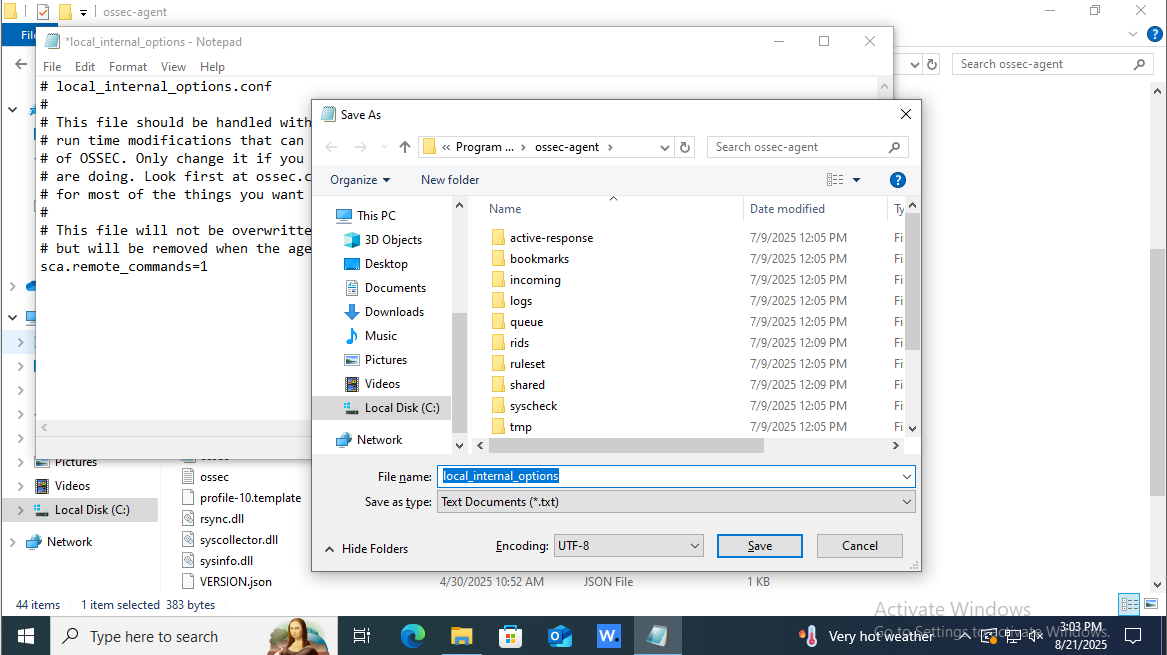 ossec-agent
File
*local_internal_options - Notepad
File Edit Format View Help
Search ossec-agent
# local_internal_options.conf
#
# This file should be handled with
# run time modifications that can
# of OSSEC. Only change it if you
# are doing. Look first at ossec.c
# for most of the things you want
#
# This file will not be overwritte
# but will be removed when the age
sca.remote_commands=1
Save As
« Program ... > ossec-agent >
Search ossec-agent
Organize New folder
This PC
3D Objects
Desktop
Documents
Downloads
Music
Pictures
Videos
Local Disk (C:)
Network
Name Date modified Ty
active-response 7/9/2025 12:05 PM Fi
bookmarks 7/9/2025 12:05 PM Fi
incoming 7/9/2025 12:05 PM Fi
logs 7/9/2025 12:05 PM Fi
queue 7/9/2025 12:05 PM Fi
rids 7/9/2025 12:09 PM Fi
ruleset 7/9/2025 12:05 PM Fi
shared 7/9/2025 12:09 PM Fi
syscheck 7/9/2025 12:05 PM Fi
tmp 7/9/2025 12:05 PM Fi
File name: local_internal_options
Save as type: Text Documents (*.txt)
Hide Folders Encoding: UTF-8 Save Cancel
Pictures
Videos
Local Disk (C:)
Network
ossec
profile-10.template
rsync.dll
syscollector.dll
sysinfo.dll
VERSION.json 4/30/2025 10:52 AM JSON File 1 KB
44 items 1 item selected 383 bytes
Activate Windows
Go to Settings to activate Windows.
Type here to search
W.
Very hot weather
3:03 PM
8/21/2025